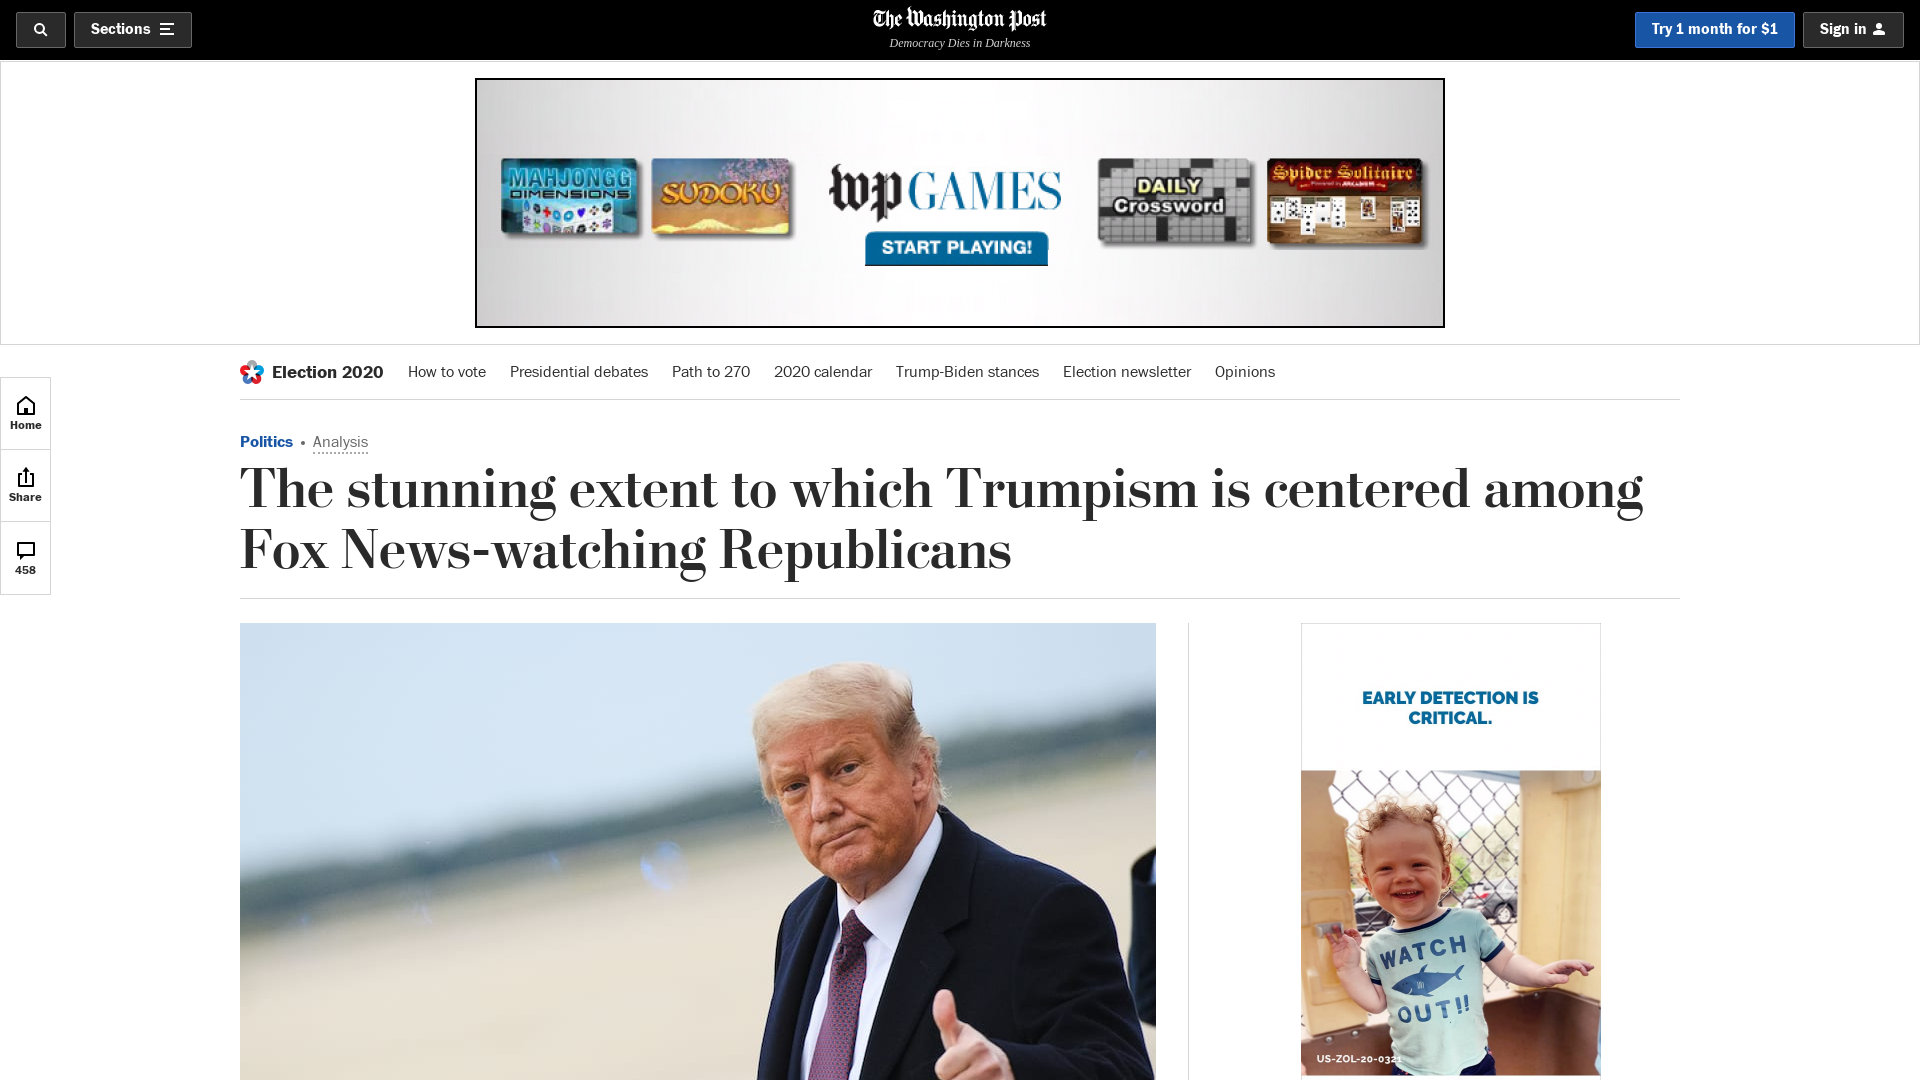 Sections
The Washington Post
Democracy Dies in Darkness
Try 1 month for $1
Sign in
MAHJONGG
DIMENSIONS
SUDOKU
wp GAMES
START PLAYING!
DAILY
Crossword
Spider Solitaire
Election 2020
How to vote
Presidential debates
Path to 270
2020 calendar
Trump-Biden stances
Election newsletter
Opinions
Home
Share
458
Politics • Analysis
The stunning extent to which Trumpism is centered among
Fox News-watching Republicans
EARLY DETECTION IS
CRITICAL.
WATCH
OUT!!
US-ZOL-20-0321